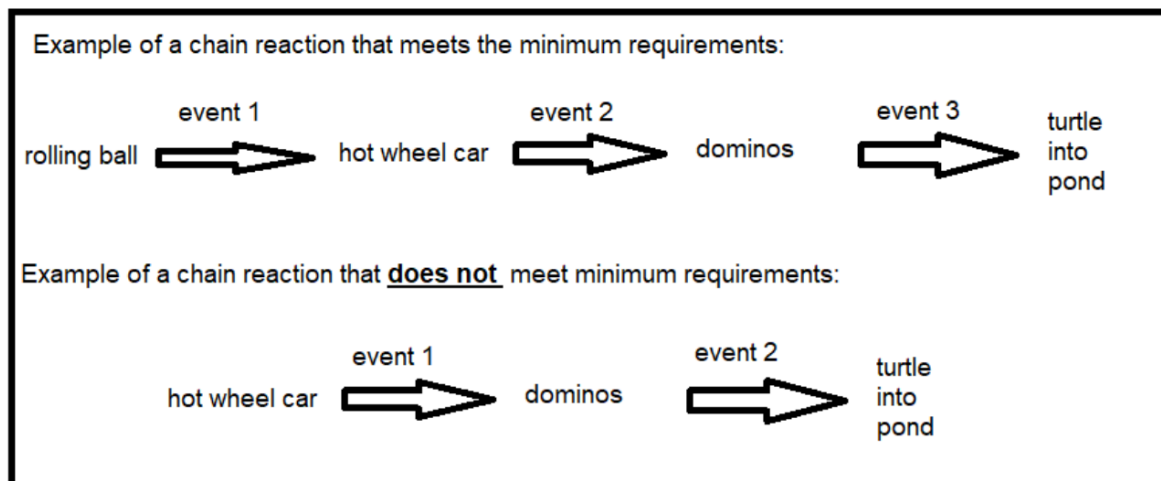 Example of a chain reaction that meets the minimum requirements:
event 1
event 2
event 3
rolling ball
hot wheel car
dominos
turtle
into
pond
Example of a chain reaction that does not meet minimum requirements:
event 1
event 2
hot wheel car
dominos
turtle
into
pond